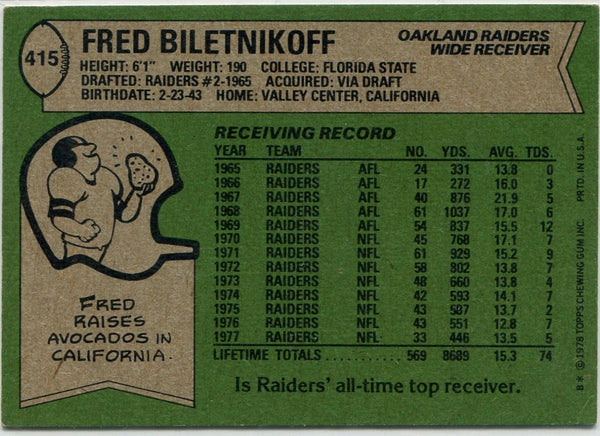 415
FRED BILETNIKOFF
OAKLAND RAIDERS
WIDE RECEIVER
HEIGHT: 6'1" WEIGHT: 190 COLLEGE: FLORIDA STATE
DRAFTED: RAIDERS #2-1965 ACQUIRED: VIA DRAFT
BIRTHDATE: 2-23-43 HOME: VALLEY CENTER, CALIFORNIA
RECEIVING RECORD
YEAR TEAM NO. YDS. AVG. TDS.
1965 RAIDERS AFL 24 331 13.8 0
1966 RAIDERS AFL 17 272 16.0 3
1967 RAIDERS AFL 40 876 21.9 5
1968 RAIDERS AFL 61 1037 17.0 6
1969 RAIDERS AFL 54 837 15.5 12
1970 RAIDERS NFL 45 768 17.1 7
1971 RAIDERS NFL 61 929 15.2 9
1972 RAIDERS NFL 58 802 13.8 7
1973 RAIDERS NFL 48 660 13.8 4
1974 RAIDERS NFL 42 593 14.1 7
1975 RAIDERS NFL 43 587 13.7 2
1976 RAIDERS NFL 43 551 12.8 7
1977 RAIDERS NFL 33 446 13.5 5
LIFETIME TOTALS 569 8689 15.3 74
Is Raiders' all-time top receiver.
FRED
RAISES
AVOCADOS IN
CALIFORNIA.
B* © 1978 TOPPS CHEWING GUM INC. PRTD. IN U.S.A.